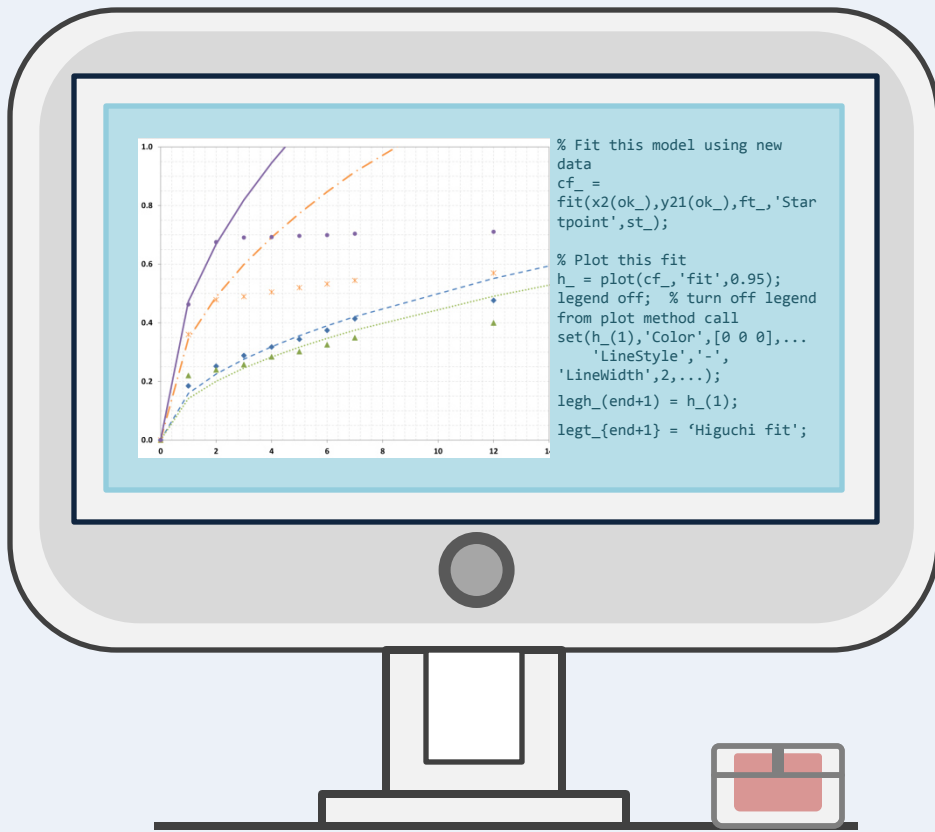 1.0
0.8
0.6
0.4
0.2
0.0
0 2 4 6 8 10 12
% Fit this model using new
data
cf_ =
fit(x2(ok_),y21(ok_),ft_,'Star
tpoint',st_);
% Plot this fit
h_ = plot(cf_,'fit',0.95);
legend off;  % turn off legend
from plot method call
set(h_(1),'Color',[0 0 0],...
    'LineStyle','-',
'LineWidth',2,...);
legh_(end+1) = h_(1);
legt_{end+1} = ‘Higuchi fit';